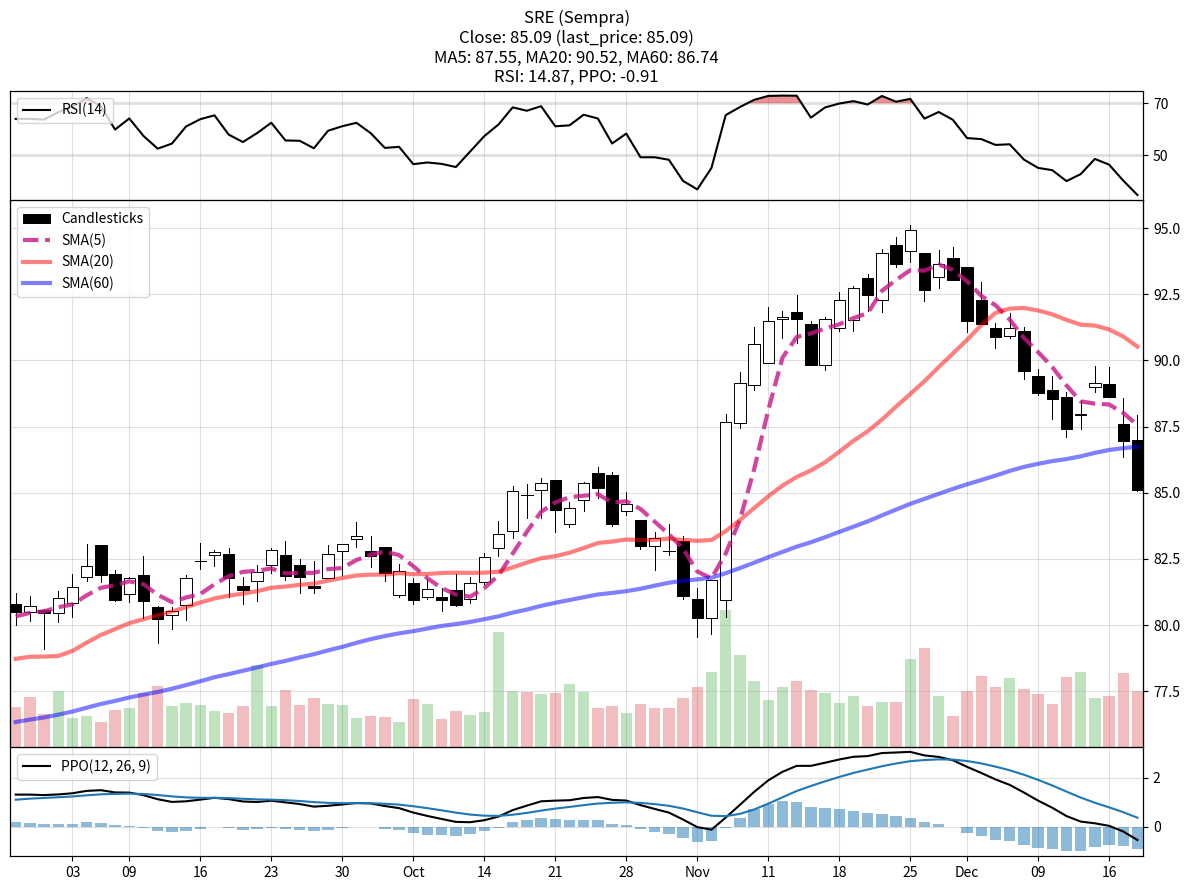 SRE (Sempra)
Close: 85.09 (last_price: 85.09)
MA5: 87.55, MA20: 90.52, MA60: 86.74
RSI: 14.87, PPO: -0.91
RSI(14)
70
50
Candlesticks
SMA(5)
SMA(20)
SMA(60)
95.0
92.5
90.0
87.5
85.0
82.5
80.0
77.5
PPO(12, 26, 9)
2
0
03 09 16 23 30 Oct 14 21 28 Nov 11 18 25 Dec 09 16